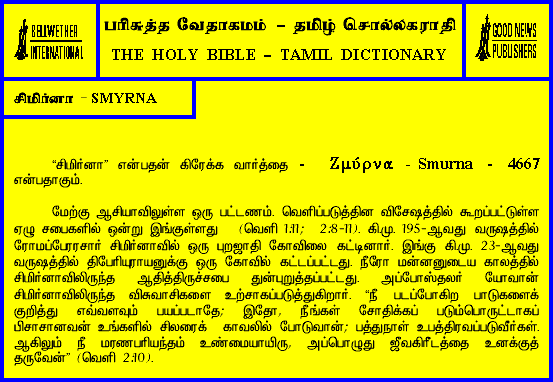 BELLWETHER
INTERNATIONAL
பரிசுத்த வேதாகமம் – தமிழ் சொல்லகராதி
THE HOLY BIBLE – TAMIL DICTIONARY
GOOD NEWS
PUBLISHERS
சிமிர்னா – SMYRNA
“சிமிர்னா” என்பதன் கிரேக்க வார்த்தை - Ζμύρνα - Smurna - 4667
என்பதாகும்.
மேற்கு ஆசியாவிலுள்ள ஒரு பட்டணம். வெளிப்படுத்தின விசேஷத்தில் கூறப்பட்டுள்ள
ஏழு சபைகளில் ஒன்று இங்குள்ளது (வெளி 1:11; 2:8-11). கி.மு. 195-ஆவது வருஷத்தில்
ரோமப்பேரரசார் சிமிர்னாவில் ஒரு புறஜாதி கோவிலை கட்டினார். இங்கு கி.மு. 23-ஆவது
வருஷத்தில் திபேரியுராயனுக்கு ஒரு கோவில் கட்டப்பட்டது. நீரோ மன்னனுடைய காலத்தில்
சிமிர்னாவிலிருந்த ஆதித்திருச்சபை துன்புறுத்தப்பட்டது. அப்போஸ்தலர் யோவான்
சிமிர்னாவிலிருந்த விசுவாசிகளை உற்சாகப்படுத்துகிறார். “நீ படப்போகிற பாடுகளைக்
குறித்து எவ்வளவும் பயப்படாதே; இதோ, நீங்கள் சோதிக்கப் படும்பொருட்டாகப்
பிசாசானவன் உங்களில் சிலரைக் காவலில் போடுவான்; பத்துநாள் உபத்திரவப்படுவீர்கள்.
ஆகிலும் நீ மரணபரியந்தம் உண்மையாயிரு, அப்பொழுது ஜீவகிரீடத்தை உனக்குத்
தருவேன்” (வெளி 2:10).